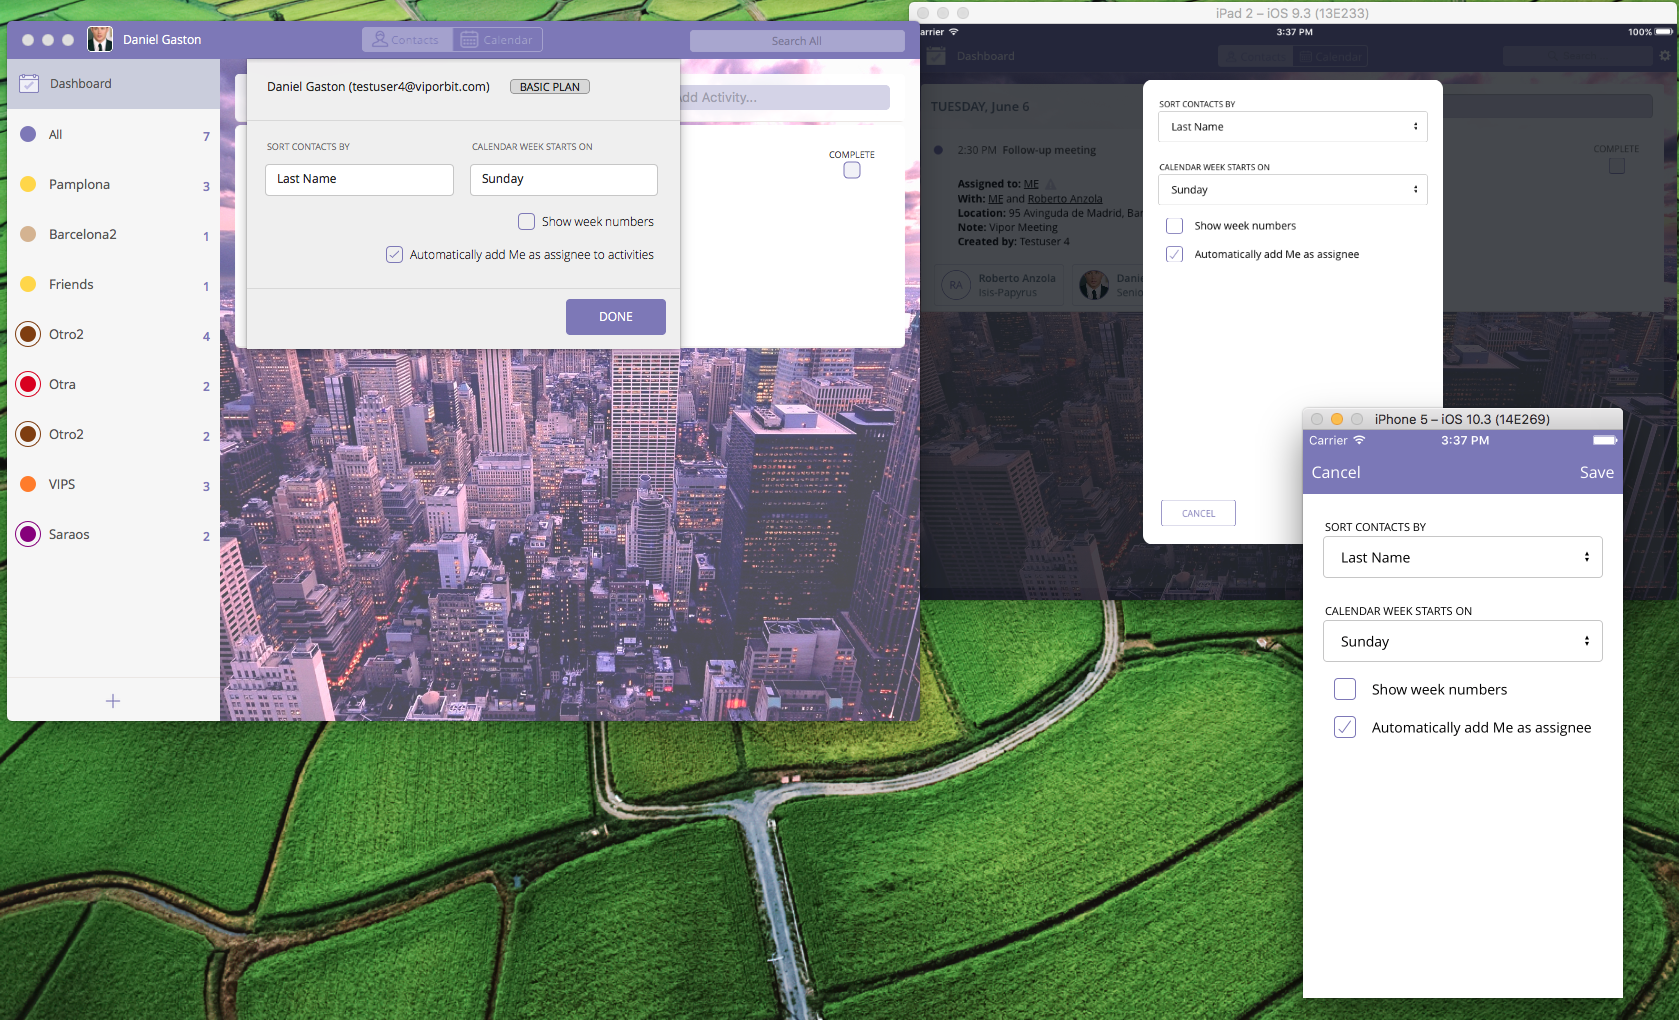 Daniel Gaston
Contacts
Calendar
Search All
Dashboard
All 7
Pamplona 3
Barcelona2 1
Friends 1
Otro2 4
Otra 2
Otro2 2
VIPS 3
Saraos 2
+
Daniel Gaston (testuser4@viporbit.com)
BASIC PLAN
Add Activity...
SORT CONTACTS BY
CALENDAR WEEK STARTS ON
Last Name
Sunday
Show week numbers
Automatically add Me as assignee to activities
DONE
COMPLETE
iPad 2 – iOS 9.3 (13E233)
arrier
3:37 PM
100%
Dashboard
Contacts
Calendar
TUESDAY, June 6
2:30 PM Follow-up meeting
COMPLETE
Assigned to: ME
With: ME and Roberto Anzola
Location: 95 Avinguda de Madrid, Bar
Note: Vipor Meeting
Created by: Testuser 4
RA
Roberto Anzola
Isis-Papyrus
Danie
Senio
SORT CONTACTS BY
Last Name
CALENDAR WEEK STARTS ON
Sunday
Show week numbers
Automatically add Me as assignee
CANCEL
iPhone 5 – iOS 10.3 (14E269)
Carrier
3:37 PM
Cancel
Save
SORT CONTACTS BY
Last Name
CALENDAR WEEK STARTS ON
Sunday
Show week numbers
Automatically add Me as assignee